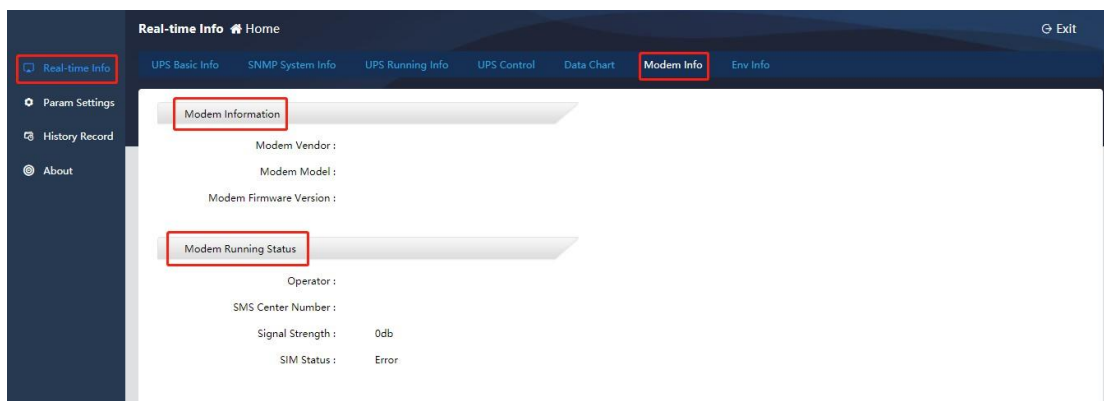 Real-time Info Home
Exit
Real-time Info
Param Settings
History Record
About
UPS Basic Info SNMP System Info UPS Running Info UPS Control Data Chart Modem Info Env Info
Modem Information
Modem Vendor :
Modem Model :
Modem Firmware Version :
Modem Running Status
Operator :
SMS Center Number :
Signal Strength : 0db
SIM Status : Error